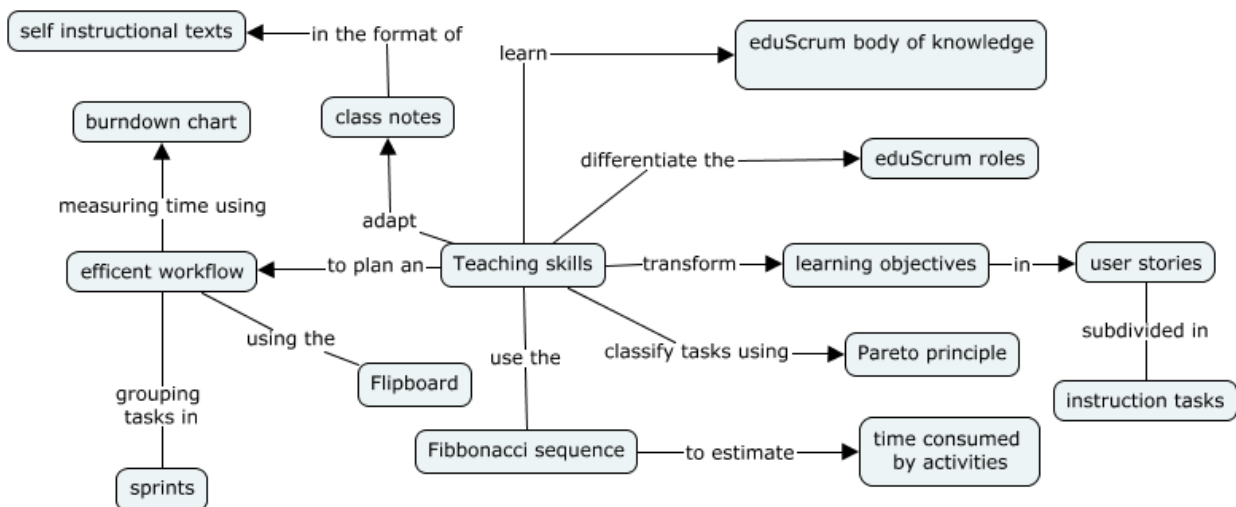 self instructional texts
in the format of
learn
eduScrum body of knowledge
burndown chart
class notes
differentiate the
eduScrum roles
measuring time using
adapt
efficent workflow
to plan an
Teaching skills
transform
learning objectives
in
user stories
using the
use the
classify tasks using
Pareto principle
subdivided in
Flipboard
grouping
tasks in
instruction tasks
Fibbonacci sequence
to estimate
time consumed
by activities
sprints